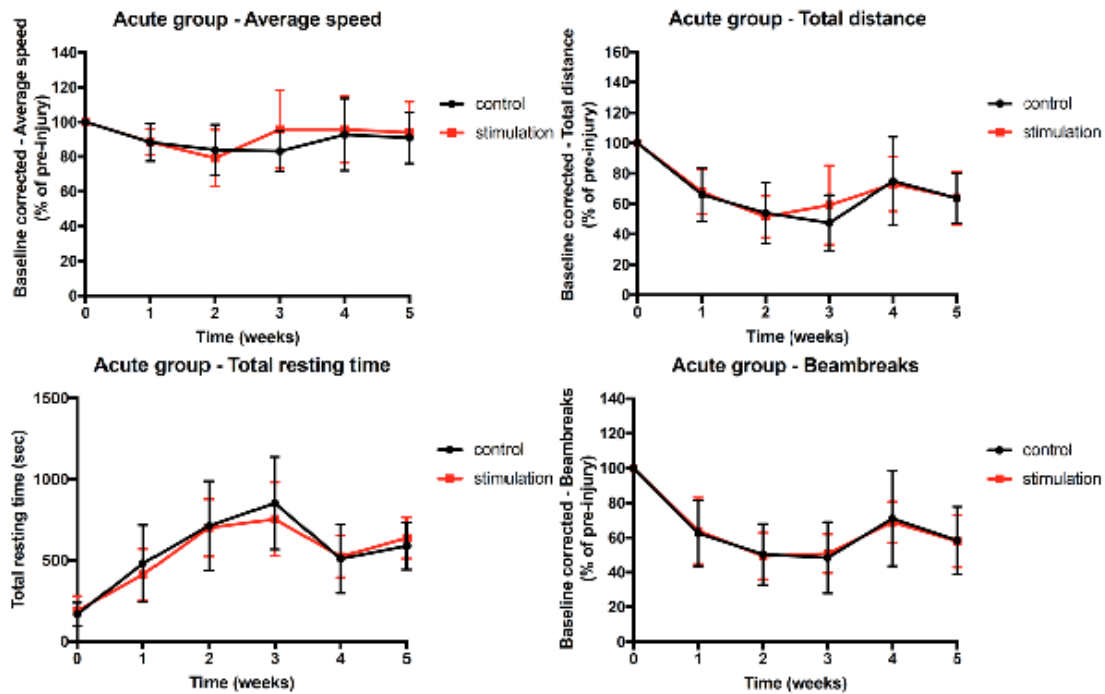 Acute group - Average speed
Baseline corrected - Average speed
(% of pre-injury)
140
120
100
80
60
40
20
0
0 1 2 3 4 5
Time (weeks)
control
stimulation
Acute group - Total distance
Baseline corrected - Total distance
(% of pre-injury)
160
140
120
100
80
60
40
20
0
0 1 2 3 4 5
Time (weeks)
control
stimulation
Acute group - Total resting time
Total resting time (sec)
1500
1000
500
0
0 1 2 3 4 5
Time (weeks)
control
stimulation
Acute group - Beambreaks
Baseline corrected - Beambreaks
(% of pre-injury)
140
120
100
80
60
40
20
0
0 1 2 3 4 5
Time (weeks)
control
stimulation